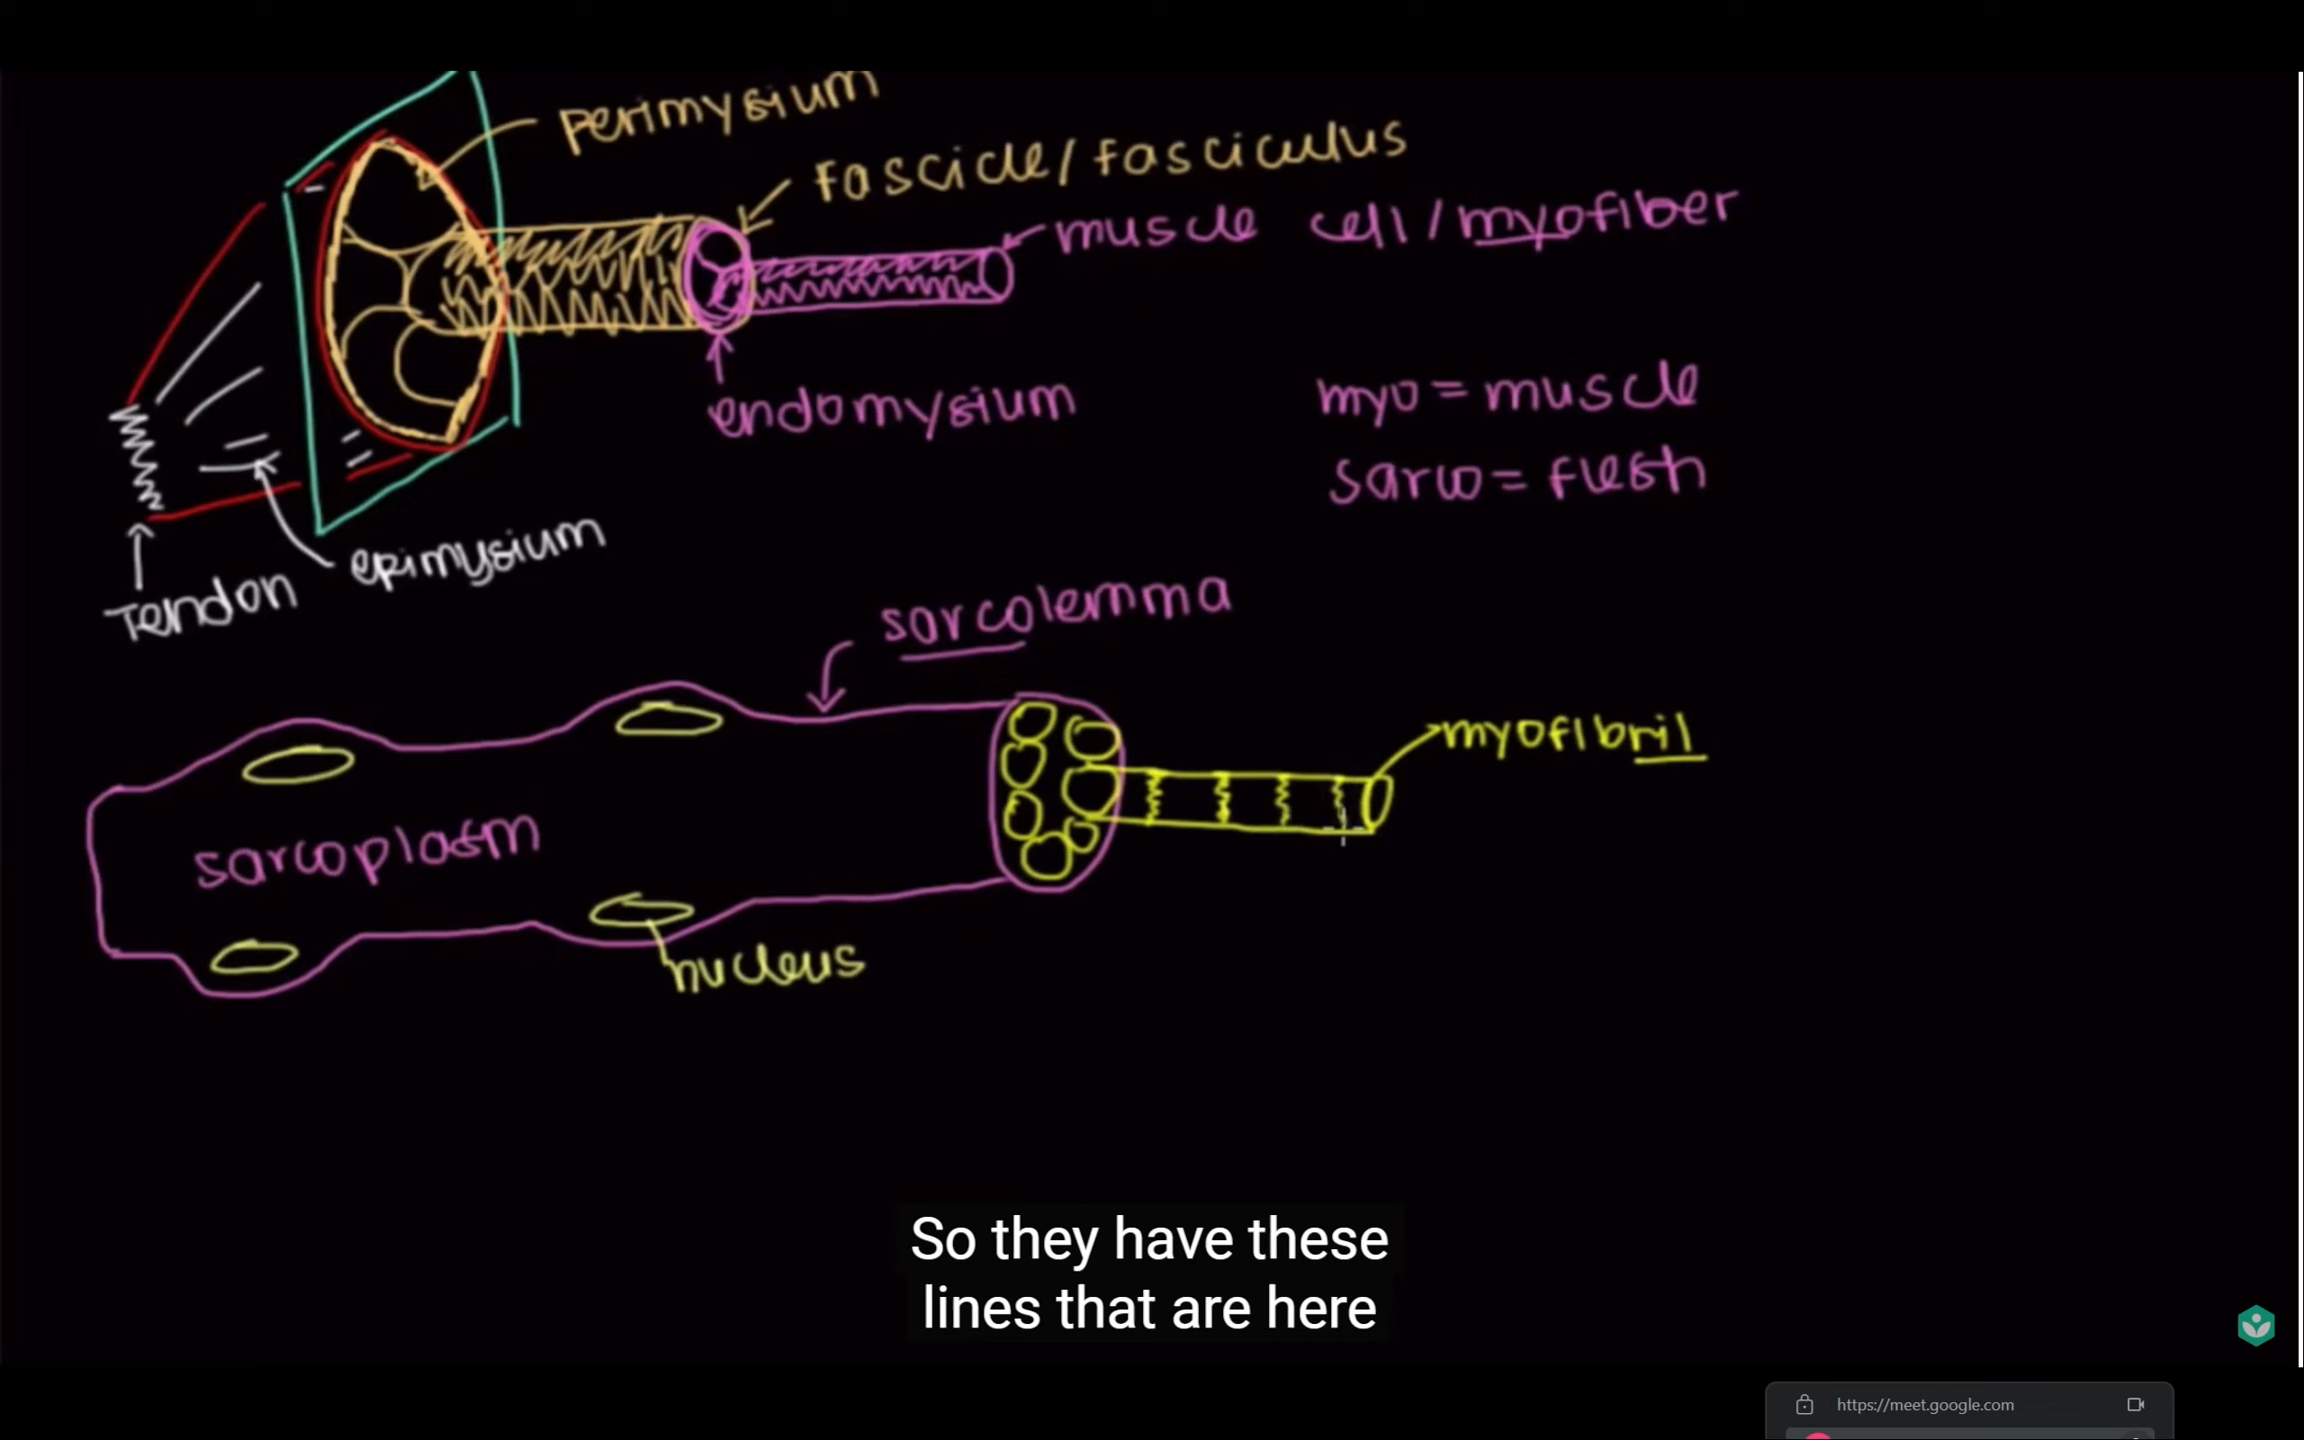 perimysium
fascicle/fasciculus
muscle cell/myofiber
endomysium
myo = muscle
sarco = flesh
epimysium
Tendon
sarcolemma
myofibril
sarcoplasm
nucleus
So they have these
lines that are here
https://meet.google.com